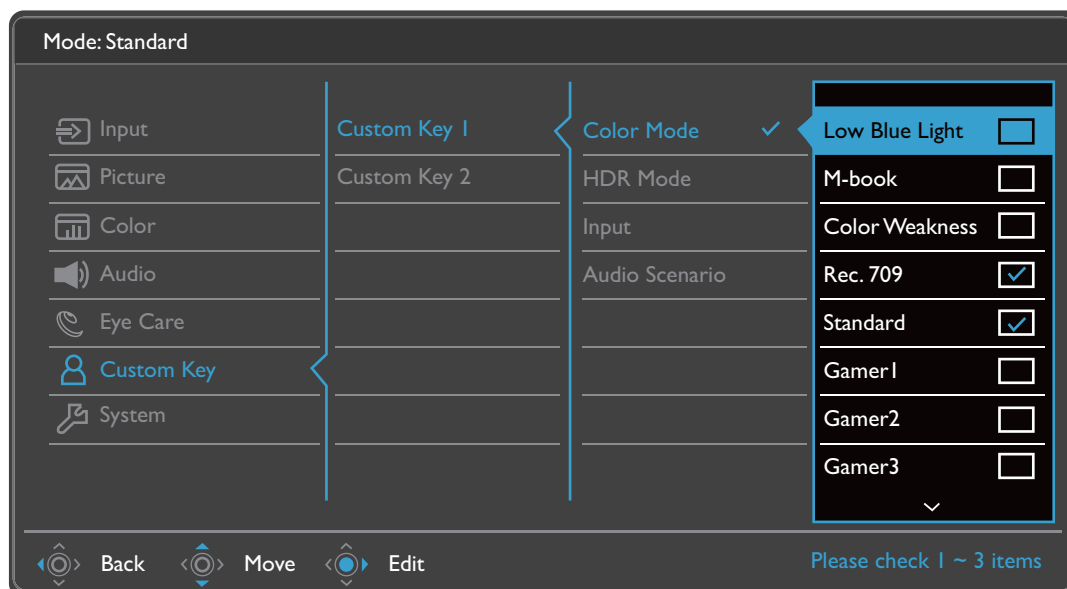 Mode: Standard
Input
Picture
Color
Audio
Eye Care
Custom Key
System
Custom Key 1
Custom Key 2
Color Mode
HDR Mode
Input
Audio Scenario
Low Blue Light
M-book
Color Weakness
Rec. 709
Standard
Gamer1
Gamer2
Gamer3
Back Move Edit
Please check 1 ~ 3 items